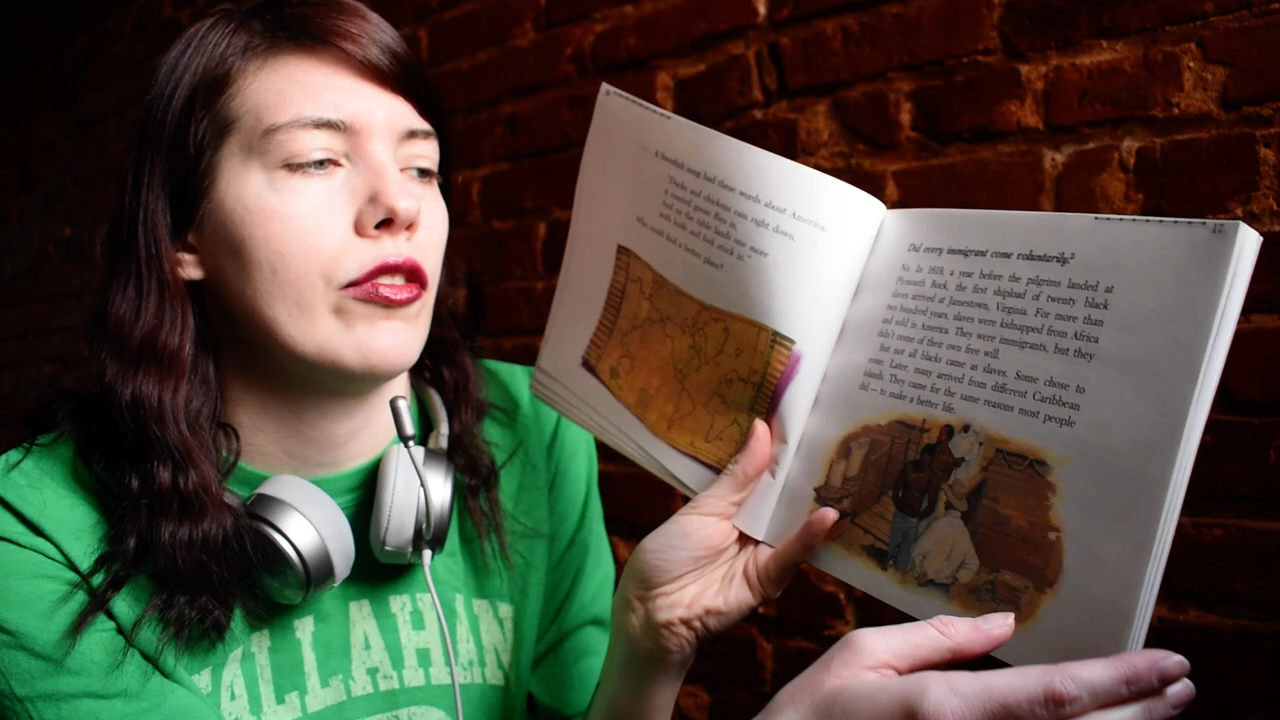 A Swedish song had these words about America:
"Ducks and chickens rain right down,
A roasted goose flies in,
And on the table lands one more
with knife and fork stuck in."
Who could find a better place?
17
Did every immigrant come voluntarily?
No. In 1619, a year before the pilgrims landed at
Plymouth Rock, the first shipload of twenty black
slaves arrived at Jamestown, Virginia. For more than
two hundred years, slaves were kidnapped from Africa
and sold in America. They were immigrants, but they
didn't come of their own free will.
But not all blacks came as slaves. Some chose to
come. Later, many arrived from different Caribbean
islands. They came for the same reasons most people
did — to make a better life.
CALLAHAN